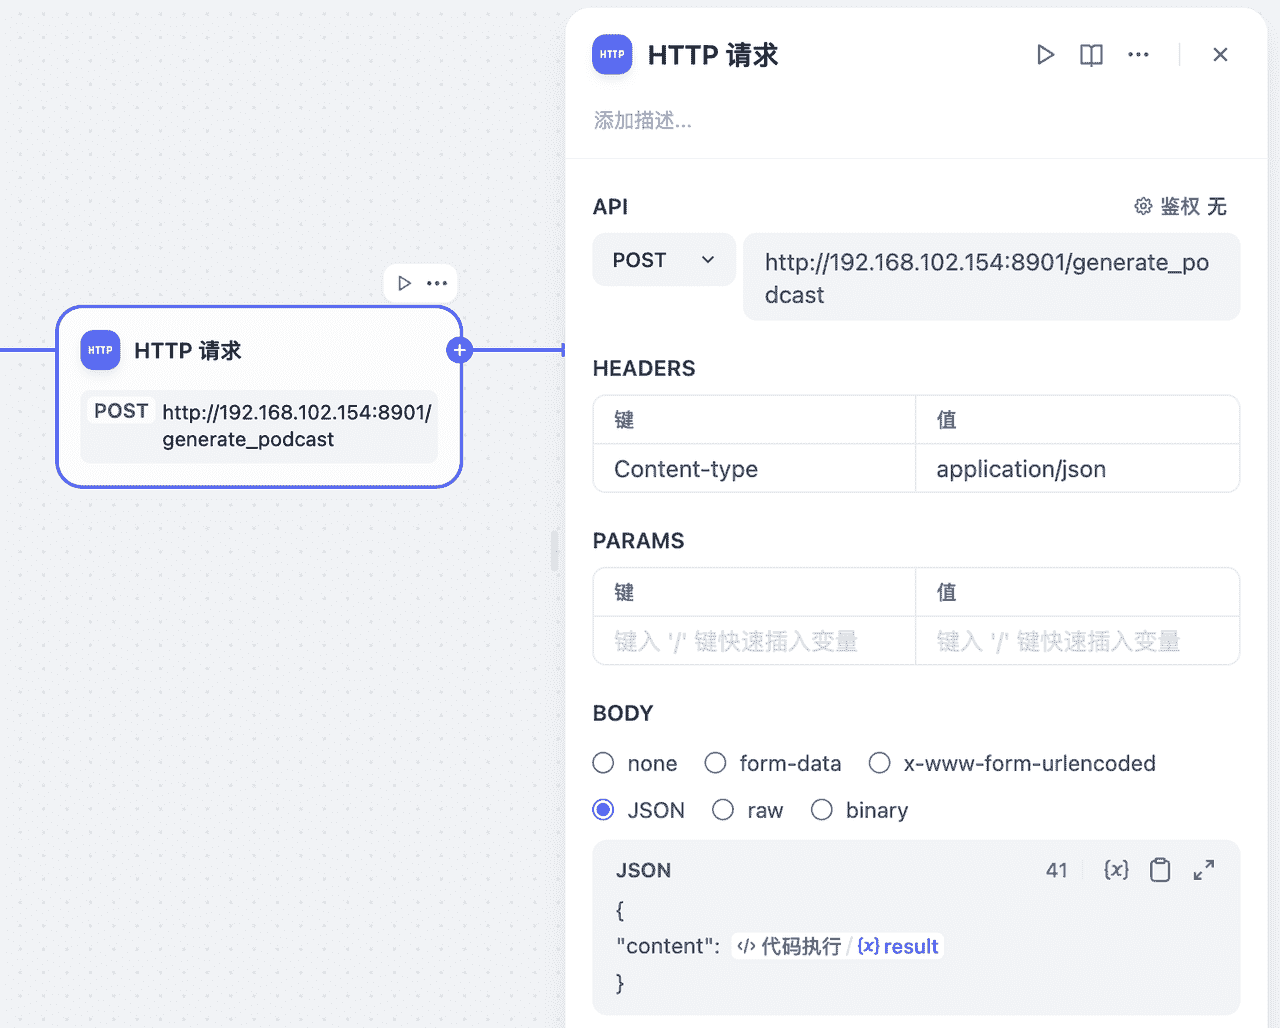 HTTP HTTP 请求
POST http://192.168.102.154:8901/
generate_podcast
HTTP HTTP 请求
添加描述...
API 鉴权 无
POST http://192.168.102.154:8901/generate_po
dcast
HEADERS
键 值
Content-type application/json
PARAMS
键 值
键入 '/' 键快速插入变量 键入 '/' 键快速插入变量
BODY
none form-data x-www-form-urlencoded
JSON raw binary
JSON 41 {x}
{
"content": </> 代码执行 / {x} result
}